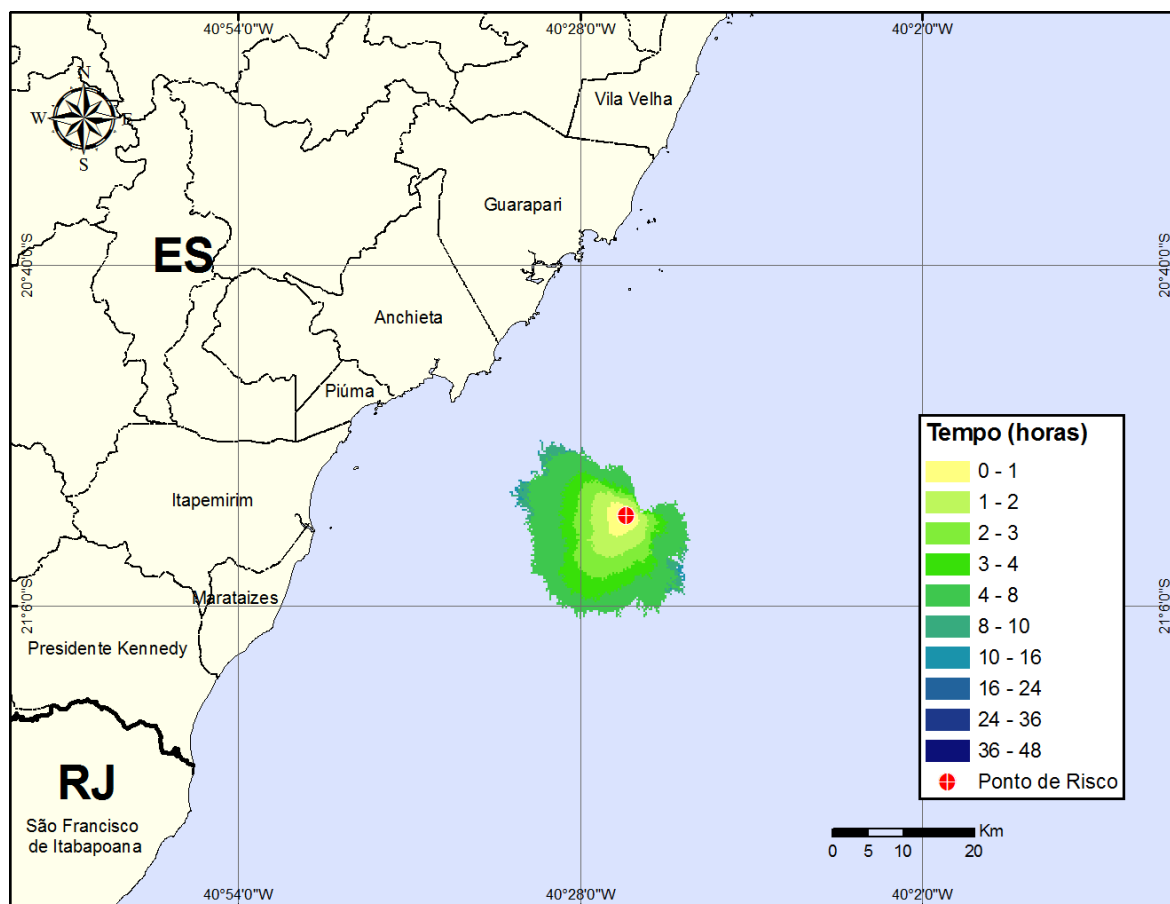 40°54'0"W
40°28'0"W
40°2'0"W
N
W
S
Vila Velha
Guarapari
ES
20°40'0"S
20°40'0"S
Anchieta
Piúma
Itapemirim
Marataizes
21°6'0"S
21°6'0"S
Presidente Kennedy
RJ
São Francisco
de Itabapoana
Tempo (horas)
0 - 1
1 - 2
2 - 3
3 - 4
4 - 8
8 - 10
10 - 16
16 - 24
24 - 36
36 - 48
Ponto de Risco
Km
0 5 10 20
40°54'0"W
40°28'0"W
40°2'0"W